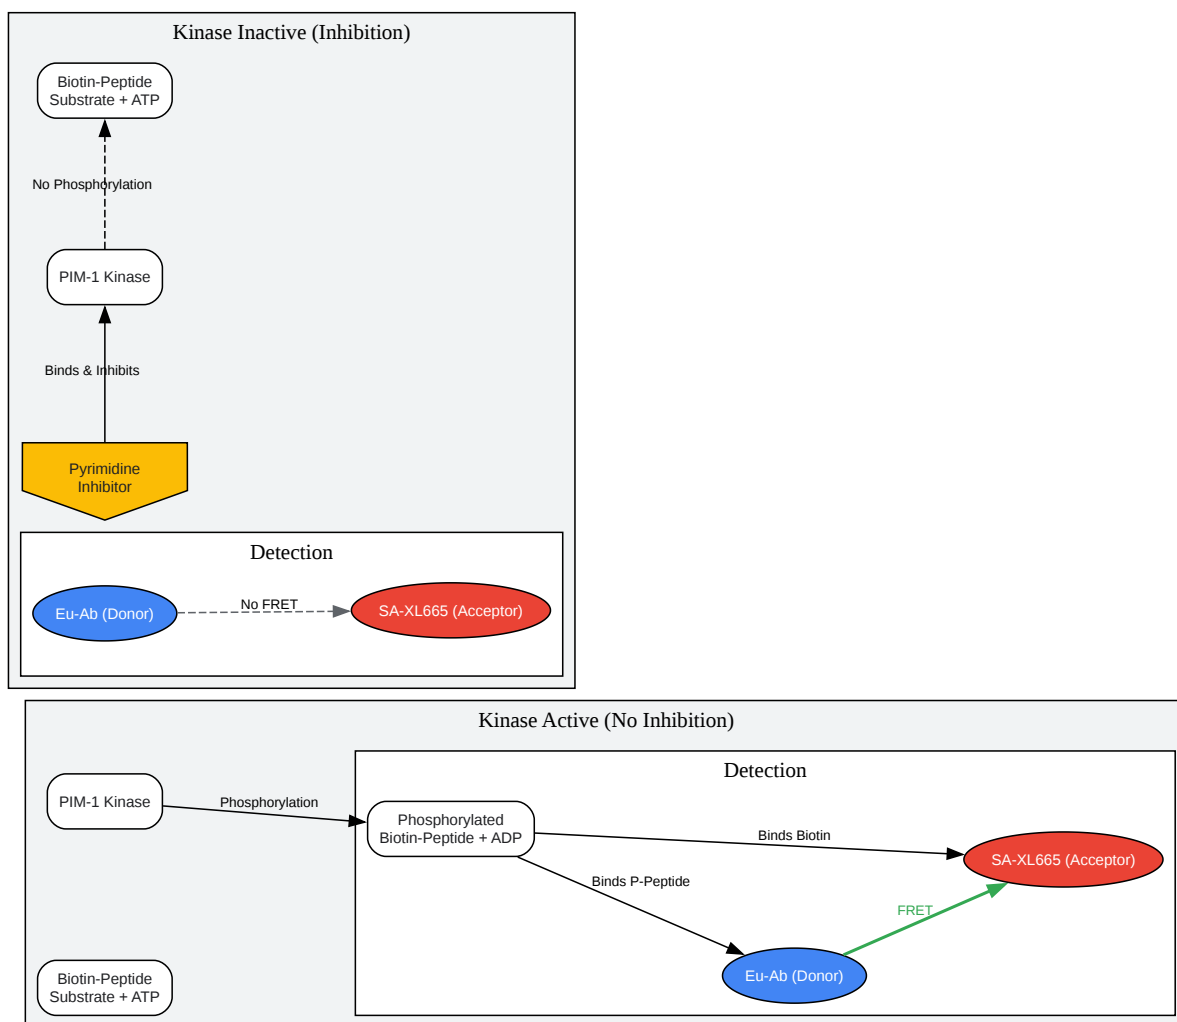 Kinase Inactive (Inhibition)
Biotin-Peptide
Substrate + ATP
No Phosphorylation
PIM-1 Kinase
Binds & Inhibits
Pyrimidine
Inhibitor
Detection
Eu-Ab (Donor)
No FRET
SA-XL665 (Acceptor)
Kinase Active (No Inhibition)
Detection
PIM-1 Kinase
Phosphorylation
Phosphorylated
Biotin-Peptide + ADP
Binds Biotin
SA-XL665 (Acceptor)
Binds P-Peptide
FRET
Eu-Ab (Donor)
Biotin-Peptide
Substrate + ATP